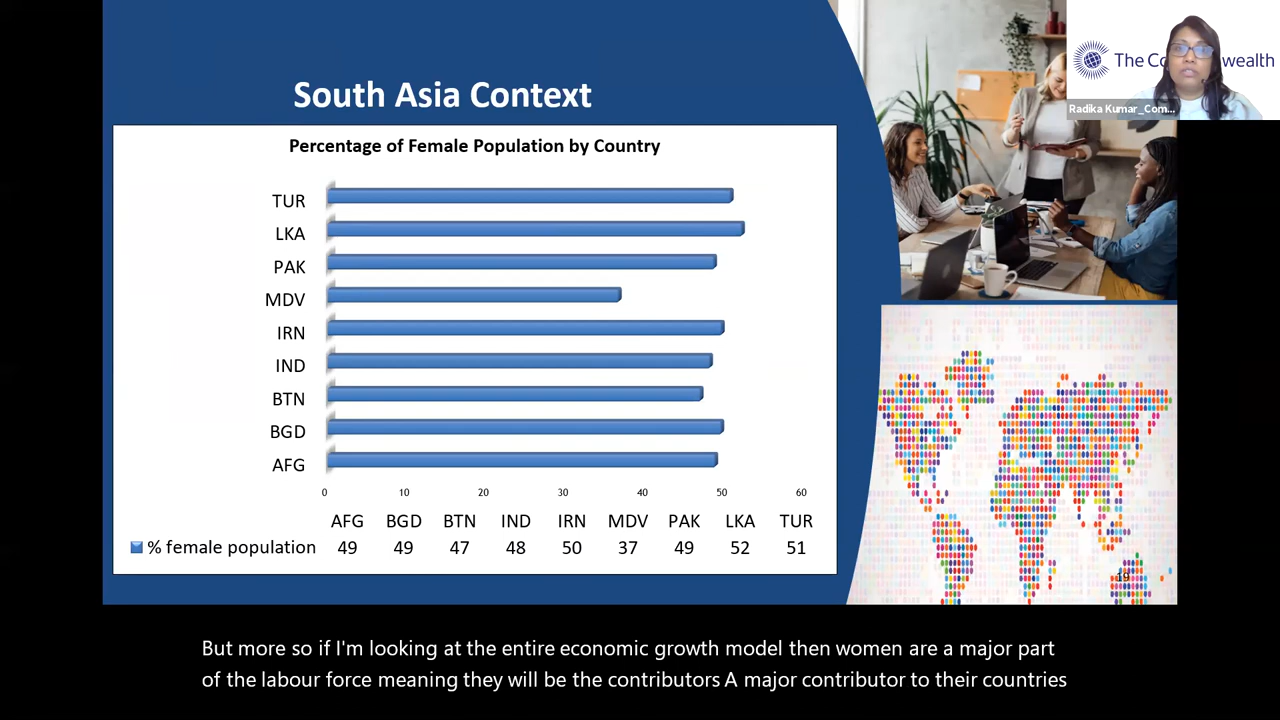 South Asia Context
Percentage of Female Population by Country
TUR
LKA
PAK
MDV
IRN
IND
BTN
BGD
AFG
0 10 20 30 40 50 60
AFG BGD BTN IND IRN MDV PAK LKA TUR
% female population 49 49 47 48 50 37 49 52 51
The Co wealth
Radika Kumar_Com...
19
But more so if I'm looking at the entire economic growth model then women are a major part
of the labour force meaning they will be the contributors A major contributor to their countries